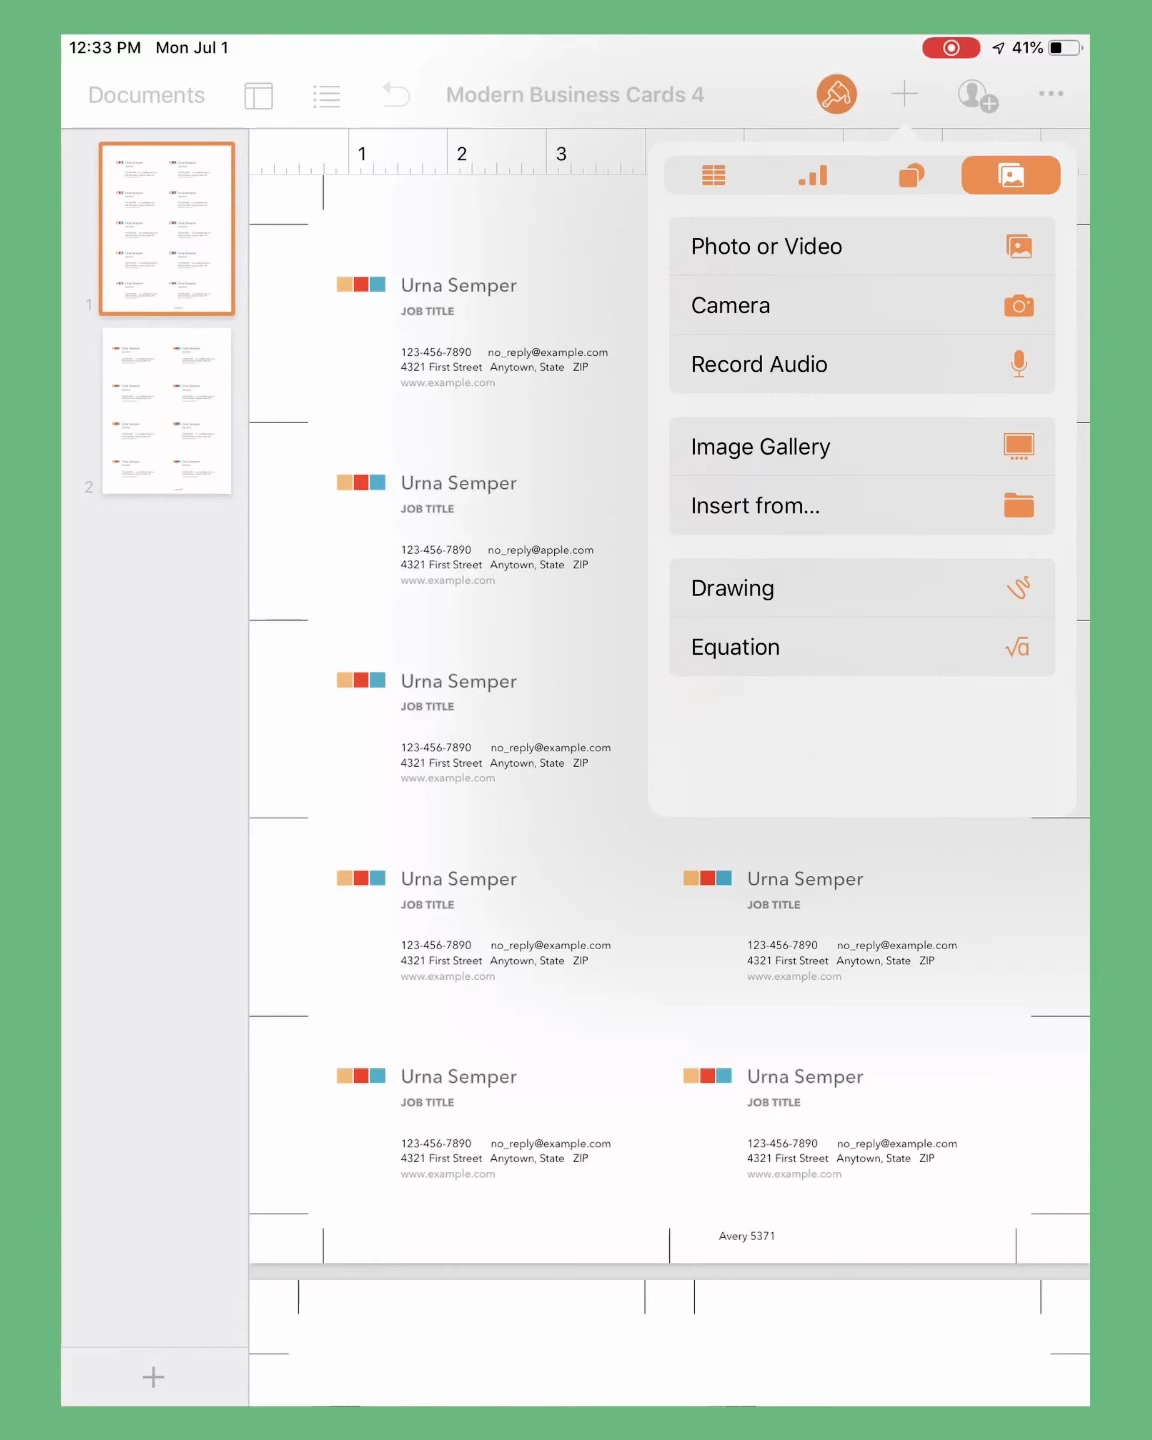 12:33 PM Mon Jul 1
41%
Documents
Modern Business Cards 4
1 2 3
1
2
Photo or Video
Camera
Record Audio
Image Gallery
Insert from...
Drawing
Equation
√a
Urna Semper
JOB TITLE
123-456-7890 no_reply@example.com
4321 First Street Anytown, State ZIP
www.example.com
Urna Semper
JOB TITLE
123-456-7890 no_reply@apple.com
4321 First Street Anytown, State ZIP
www.example.com
Urna Semper
JOB TITLE
123-456-7890 no_reply@example.com
4321 First Street Anytown, State ZIP
www.example.com
Urna Semper
JOB TITLE
123-456-7890 no_reply@example.com
4321 First Street Anytown, State ZIP
www.example.com
Urna Semper
JOB TITLE
123-456-7890 no_reply@example.com
4321 First Street Anytown, State ZIP
www.example.com
Urna Semper
JOB TITLE
123-456-7890 no_reply@example.com
4321 First Street Anytown, State ZIP
www.example.com
Urna Semper
JOB TITLE
123-456-7890 no_reply@example.com
4321 First Street Anytown, State ZIP
www.example.com
Avery 5371